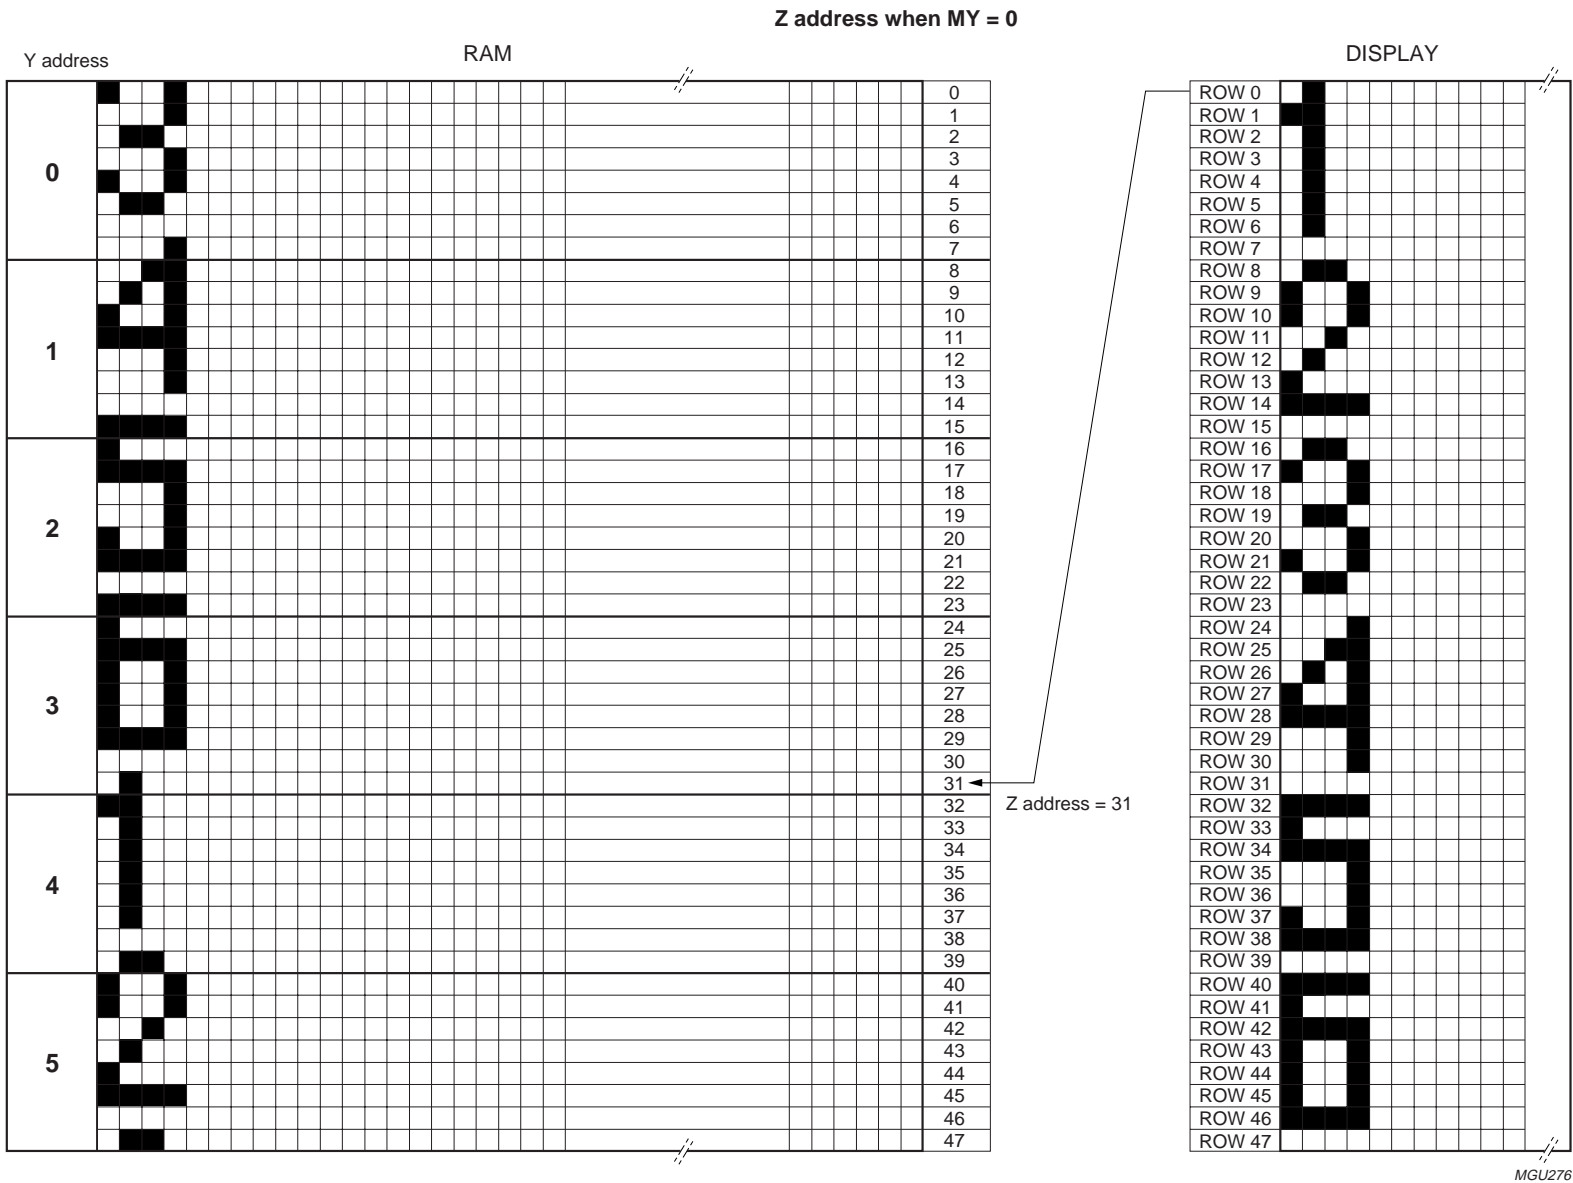 Z address when MY = 0
Y address RAM DISPLAY
0 ROW 0
1 ROW 1
2 ROW 2
3 ROW 3
0 4 ROW 4
5 ROW 5
6 ROW 6
7 ROW 7
8 ROW 8
9 ROW 9
10 ROW 10
11 ROW 11
1 12 ROW 12
13 ROW 13
14 ROW 14
15 ROW 15
16 ROW 16
17 ROW 17
18 ROW 18
19 ROW 19
2 20 ROW 20
21 ROW 21
22 ROW 22
23 ROW 23
24 ROW 24
25 ROW 25
26 ROW 26
27 ROW 27
3 28 ROW 28
29 ROW 29
30 ROW 30
31 ROW 31
32 Z address = 31 ROW 32
33 ROW 33
34 ROW 34
35 ROW 35
4 36 ROW 36
37 ROW 37
38 ROW 38
39 ROW 39
40 ROW 40
41 ROW 41
42 ROW 42
43 ROW 43
5 44 ROW 44
45 ROW 45
46 ROW 46
47 ROW 47
MGU276